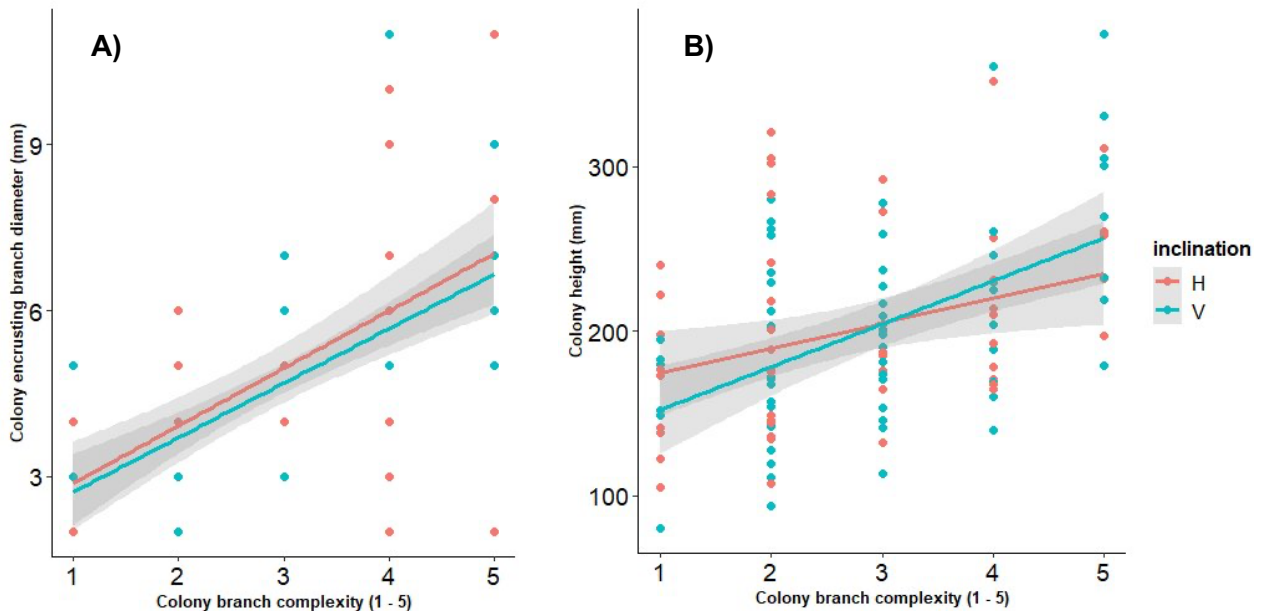 A)
Colony encrusting branch diameter (mm)
9
6
3
1 2 3 4 5
Colony branch complexity (1 - 5)
B)
Colony height (mm)
300
200
100
1 2 3 4 5
Colony branch complexity (1 - 5)
inclination
H
V